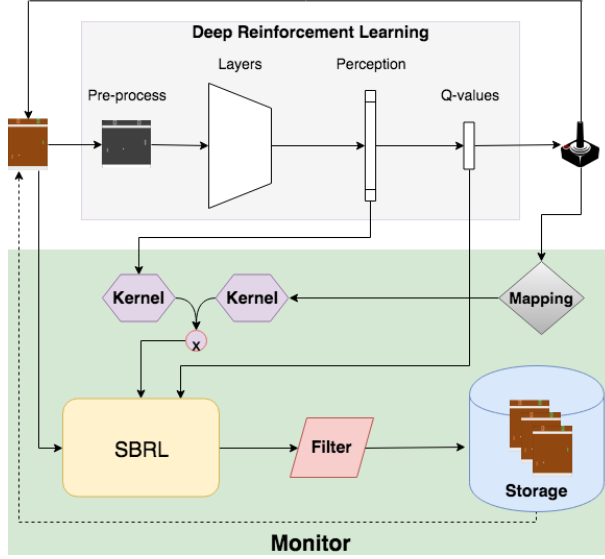 Deep Reinforcement Learning
Layers
Perception
Pre-process
Q-values
Kernel
Kernel
Mapping
x
SBRL
Filter
Storage
Monitor